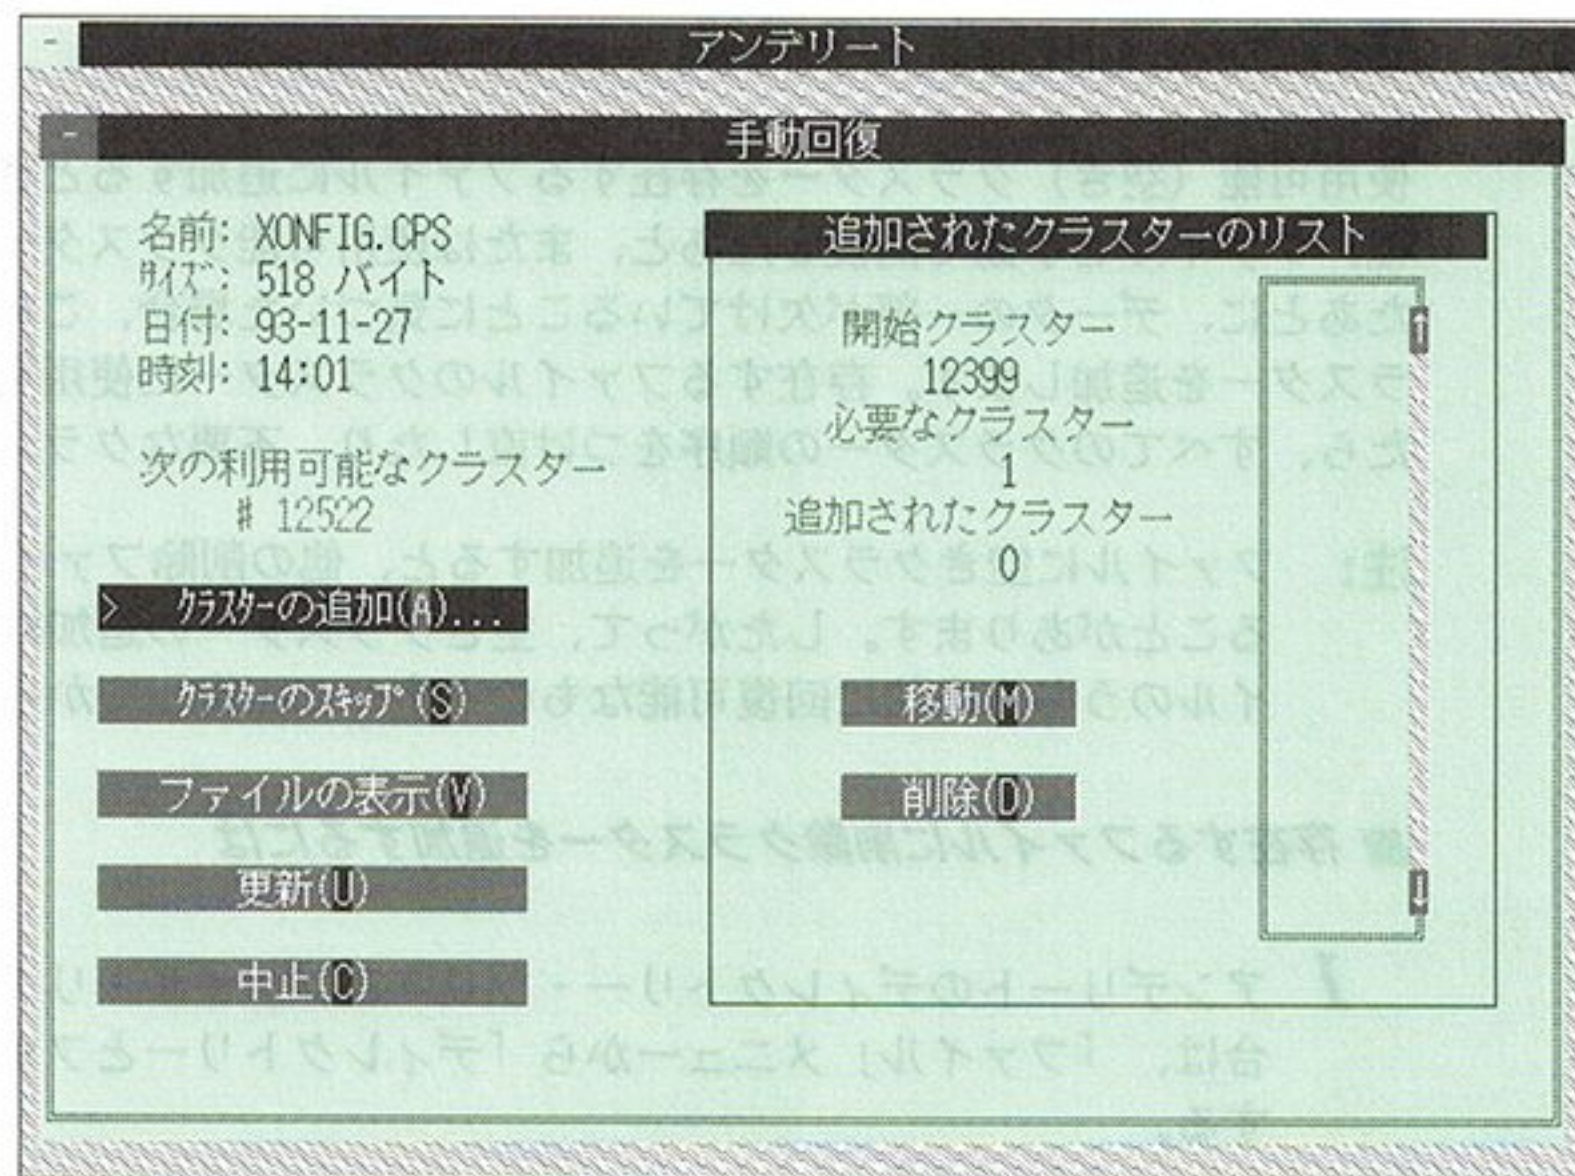 アンデリート
手動回復
名前: XONFIG.CPS
ｻｲｽﾞ: 518 バイト
日付: 93-11-27
時刻: 14:01
次の利用可能なクラスター
# 12522
> ｸﾗｽﾀｰの追加(A)...
ｸﾗｽﾀｰのｽｷｯﾌﾟ(S)
ファイルの表示(V)
更新(U)
中止(C)
追加されたクラスターのリスト
開始クラスター
12399
必要なクラスター
1
追加されたクラスター
0
移動(M)
削除(D)